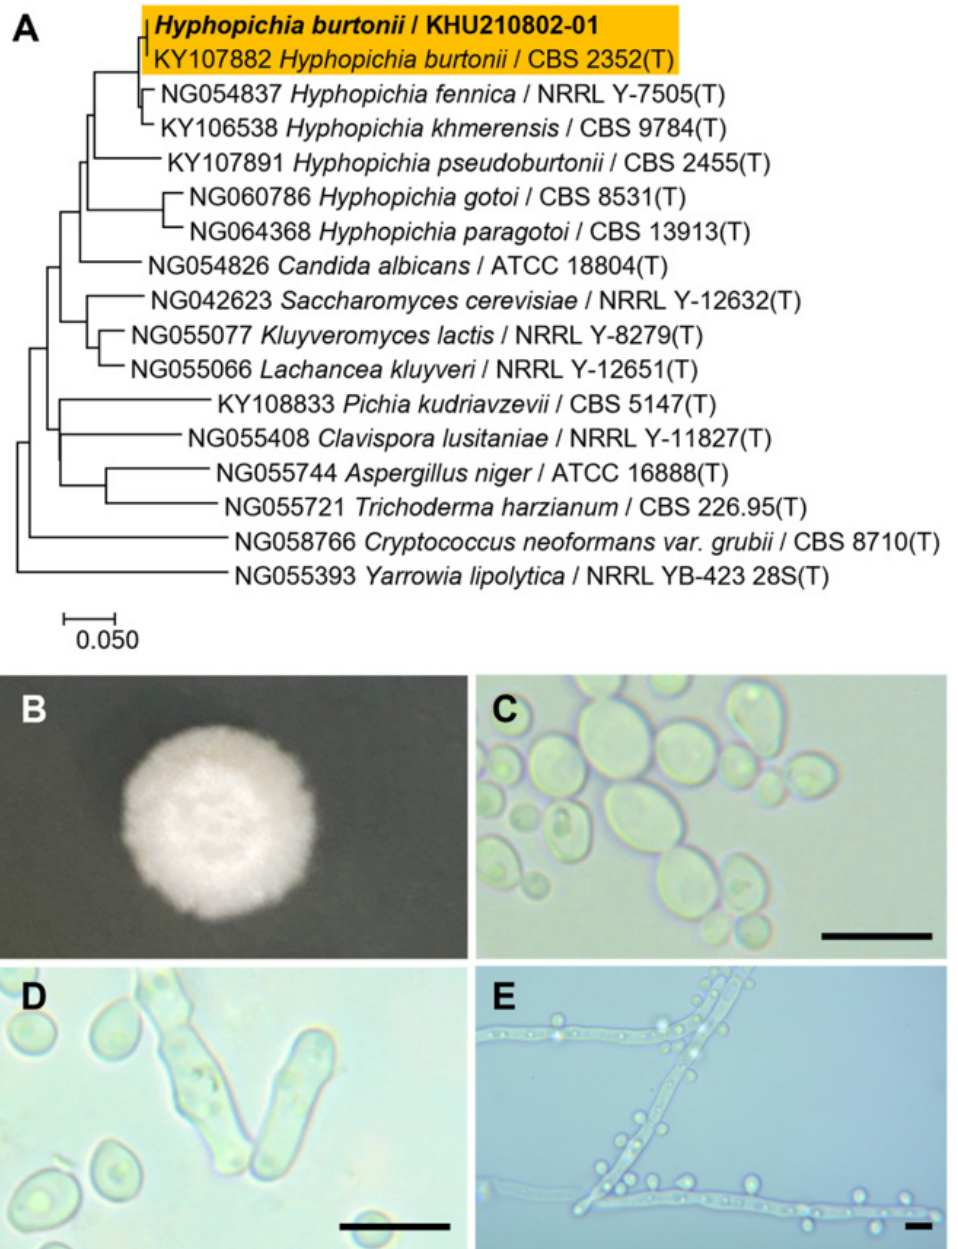 A
Hyphopichia burtonii / KHU210802-01
KY107882 Hyphopichia burtonii / CBS 2352(T)
NG054837 Hyphopichia fennica / NRRL Y-7505(T)
KY106538 Hyphopichia khmerensis / CBS 9784(T)
KY107891 Hyphopichia pseudoburtonii / CBS 2455(T)
NG060786 Hyphopichia gotoi / CBS 8531(T)
NG064368 Hyphopichia paragotoi / CBS 13913(T)
NG054826 Candida albicans / ATCC 18804(T)
NG042623 Saccharomyces cerevisiae / NRRL Y-12632(T)
NG055077 Kluyveromyces lactis / NRRL Y-8279(T)
NG055066 Lachancea kluyveri / NRRL Y-12651(T)
KY108833 Pichia kudriavzevii / CBS 5147(T)
NG055408 Clavispora lusitaniae / NRRL Y-11827(T)
NG055744 Aspergillus niger / ATCC 16888(T)
NG055721 Trichoderma harzianum / CBS 226.95(T)
NG058766 Cryptococcus neoformans var. grubii / CBS 8710(T)
NG055393 Yarrowia lipolytica / NRRL YB-423 28S(T)
0.050
B
C
D
E